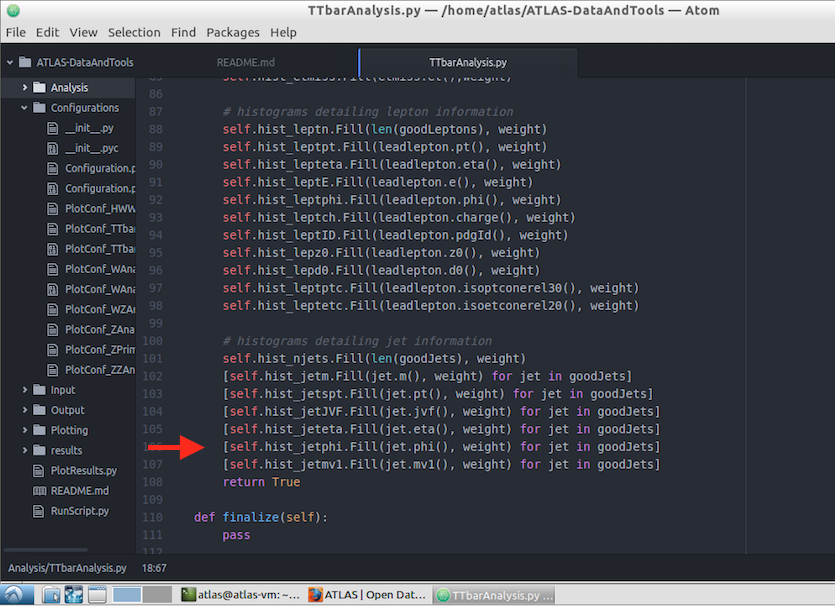 TTbarAnalysis.py — /home/atlas/ATLAS-DataAndTools — Atom
File Edit View Selection Find Packages Help
ATLAS-DataAndTools
README.md
TTbarAnalysis.py
Analysis
Configurations
__init__.py
__init__.pyc
Configuration.p
Configuration.p
PlotConf_HWW
PlotConf_TTba
PlotConf_TTba
PlotConf_WAna
PlotConf_WAna
PlotConf_WZA
PlotConf_ZAna
PlotConf_ZPrim
PlotConf_ZZAn
Input
Output
Plotting
results
PlotResults.py
README.md
RunScript.py
86
87 # histograms detailing lepton information
88 self.hist_leptn.Fill(len(goodLeptons), weight)
89 self.hist_leptpt.Fill(leadlepton.pt(), weight)
90 self.hist_lepteta.Fill(leadlepton.eta(), weight)
91 self.hist_leptE.Fill(leadlepton.e(), weight)
92 self.hist_leptphi.Fill(leadlepton.phi(), weight)
93 self.hist_leptch.Fill(leadlepton.charge(), weight)
94 self.hist_leptID.Fill(leadlepton.pdgId(), weight)
95 self.hist_lepz0.Fill(leadlepton.z0(), weight)
96 self.hist_lepd0.Fill(leadlepton.d0(), weight)
97 self.hist_leptptc.Fill(leadlepton.isoptconerel30(), weight)
98 self.hist_leptetc.Fill(leadlepton.isoetconerel20(), weight)
99
100 # histograms detailing jet information
101 self.hist_njets.Fill(len(goodJets), weight)
102 [self.hist_jetm.Fill(jet.m(), weight) for jet in goodJets]
103 [self.hist_jetspt.Fill(jet.pt(), weight) for jet in goodJets]
104 [self.hist_jetJVF.Fill(jet.jvf(), weight) for jet in goodJets]
105 [self.hist_jeteta.Fill(jet.eta(), weight) for jet in goodJets]
[self.hist_jetphi.Fill(jet.phi(), weight) for jet in goodJets]
107 [self.hist_jetmv1.Fill(jet.mv1(), weight) for jet in goodJets]
108 return True
109
110 def finalize(self):
111 pass
112
Analysis/TTbarAnalysis.py 18:67
atlas@atlas-vm: ~...
ATLAS | Open Dat...
TTbarAnalysis.py ...